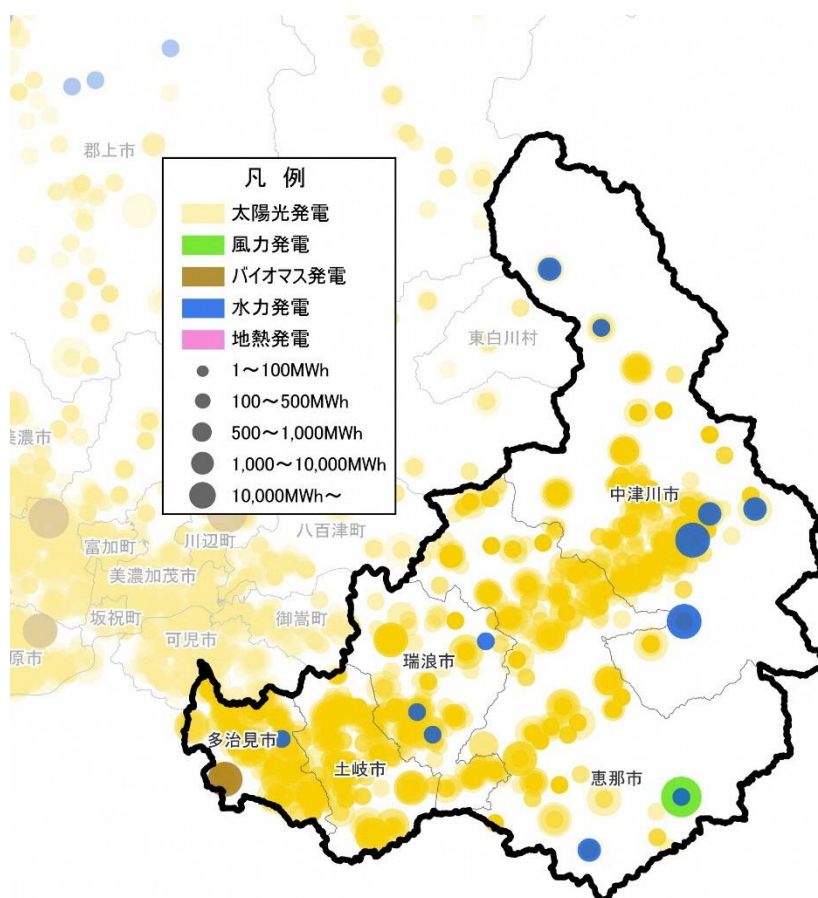 郡上市
凡 例
太陽光発電
風力発電
バイオマス発電
水力発電
地熱発電
1～100MWh
100～500MWh
500～1,000MWh
1,000～10,000MWh
10,000MWh～
東白川村
美濃市
中津川市
富加町
川辺町
八百津町
美濃加茂市
坂祝町
御嵩町
可児市
原市
瑞浪市
多治見市
土岐市
恵那市